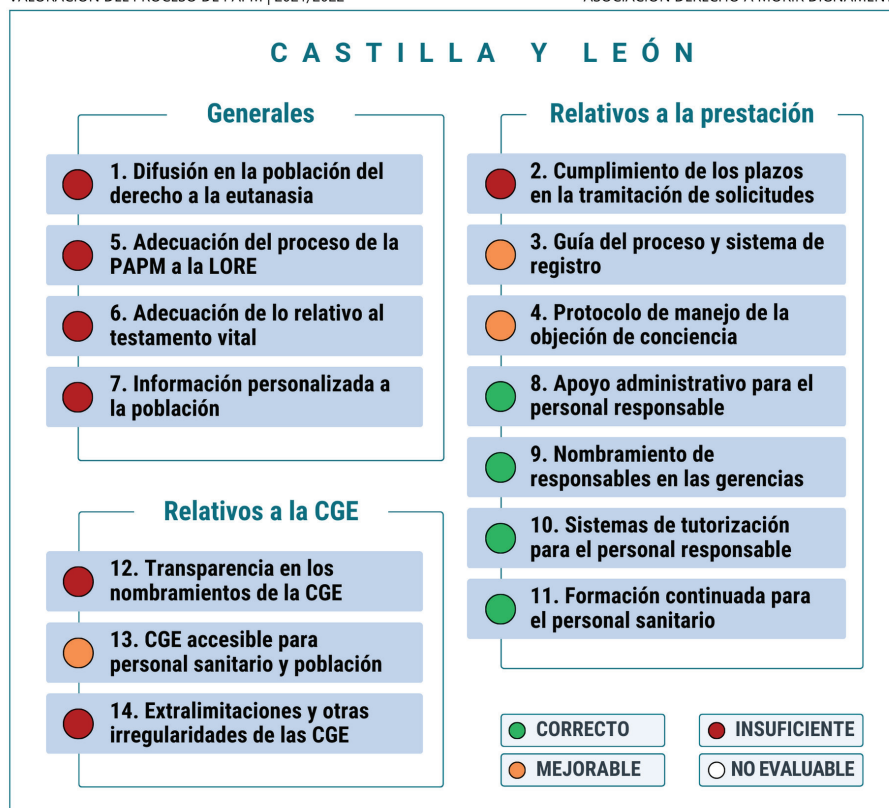 CASTILLA Y LEÓN
Generales
1. Difusión en la población del
derecho a la eutanasia
5. Adecuación del proceso de la
PAPM a la LORE
6. Adecuación de lo relativo al
testamento vital
7. Información personalizada a
la población
Relativos a la CGE
12. Transparencia en los
nombramientos de la CGE
13. CGE accesible para
personal sanitario y población
14. Extralimitaciones y otras
irregularidades de las CGE
Relativos a la prestación
2. Cumplimiento de los plazos
en la tramitación de solicitudes
3. Guía del proceso y sistema de
registro
4. Protocolo de manejo de la
objeción de conciencia
8. Apoyo administrativo para el
personal responsable
9. Nombramiento de
responsables en las gerencias
10. Sistemas de tutorización
para el personal responsable
11. Formación continuada para
el personal sanitario
CORRECTO
INSUFICIENTE
MEJORABLE
NO EVALUABLE